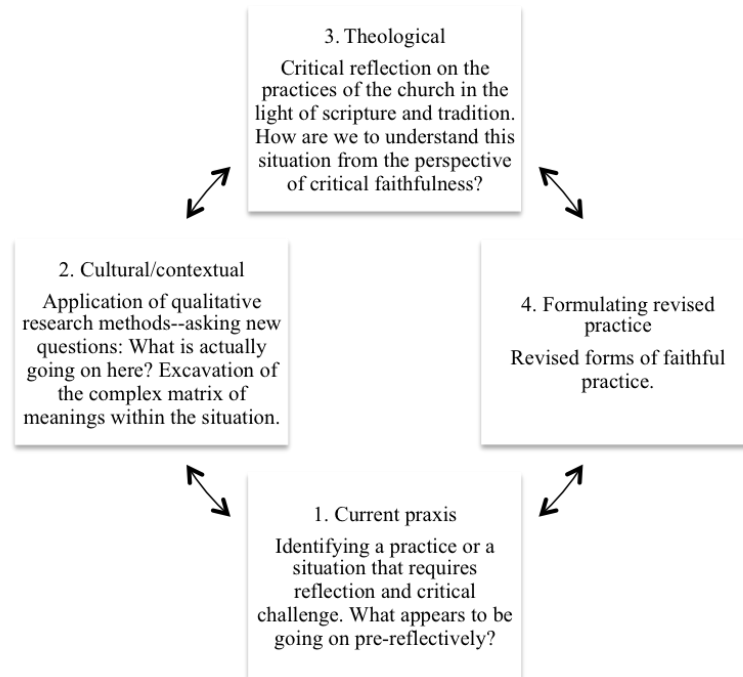 3. Theological
Critical reflection on the
practices of the church in the
light of scripture and tradition.
How are we to understand this
situation from the perspective
of critical faithfulness?
2. Cultural/contextual
Application of qualitative
research methods--asking new
questions: What is actually
going on here? Excavation of
the complex matrix of
meanings within the situation.
4. Formulating revised
practice
Revised forms of faithful
practice.
1. Current praxis
Identifying a practice or a
situation that requires
reflection and critical
challenge. What appears to be
going on pre-reflectively?